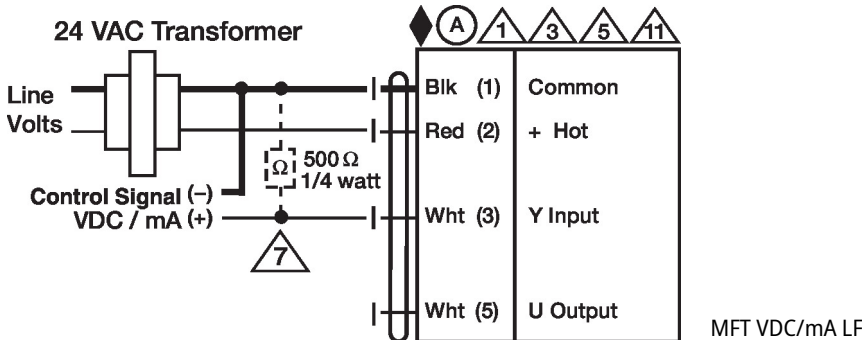 24 VAC Transformer
A 1 3 5 11
Line
Volts
Blk (1) Common
Red (2) + Hot
Ω 500 Ω
1/4 watt
Control Signal (−)
VDC / mA (+)
Wht (3) Y Input
7
Wht (5) U Output
MFT VDC/mA LF